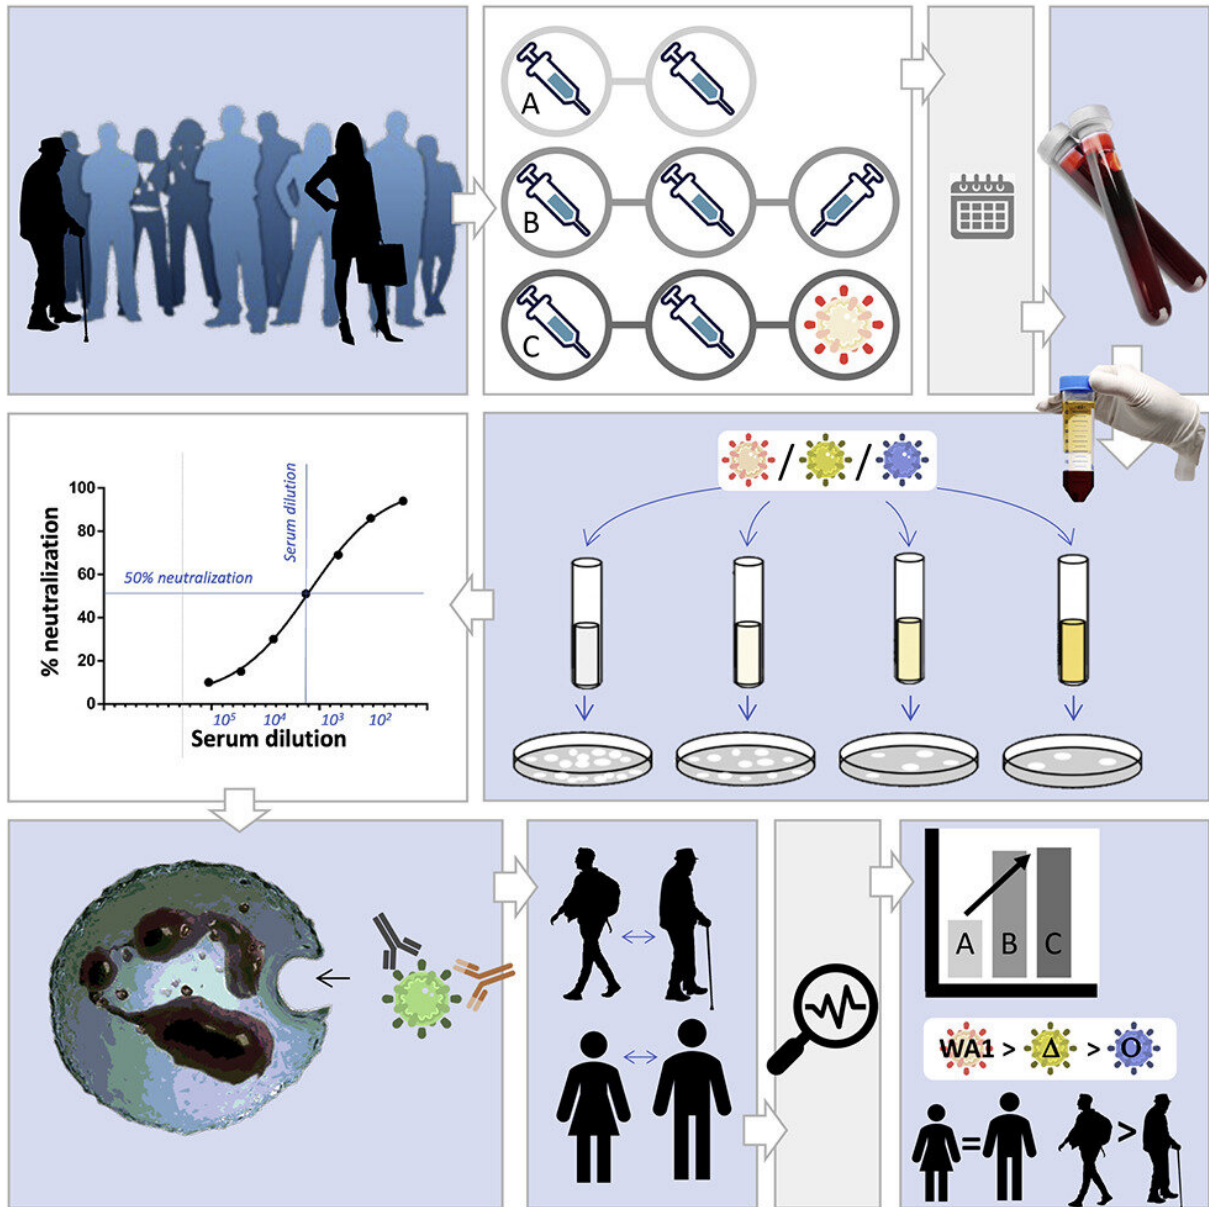 A
B
C
% neutralization
100
80
60
40
20
0
50% neutralization
Serum dilution
10⁵ 10⁴ 10³ 10²
Serum dilution
A B C
WA1 > Δ > O
=
>